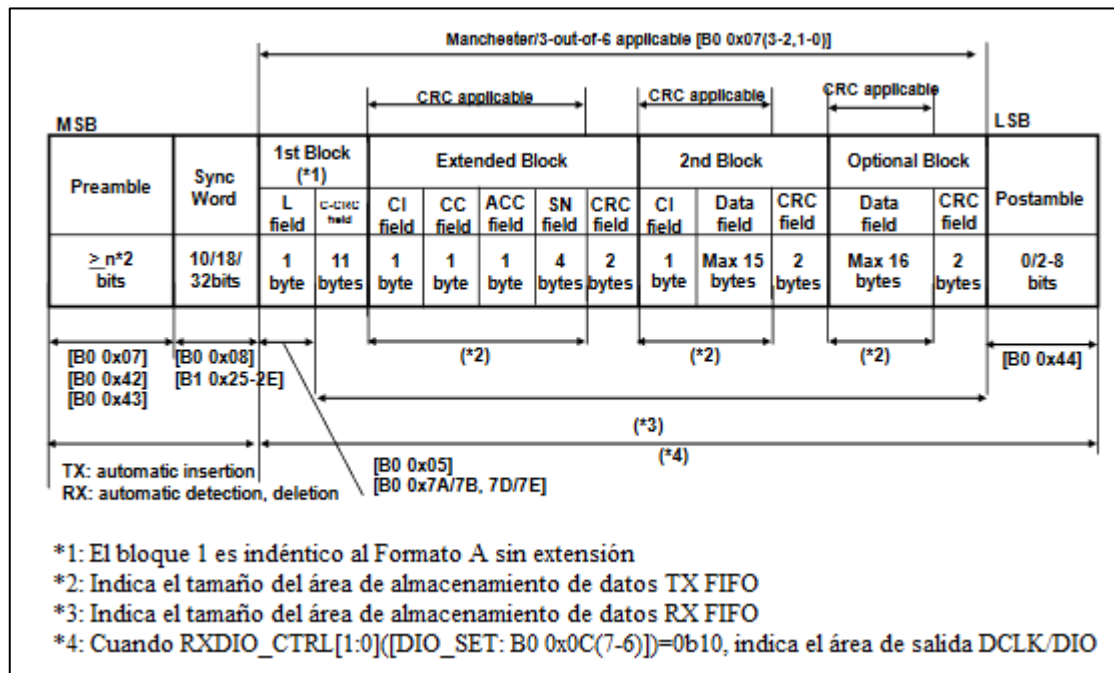 Manchester/3-out-of-6 applicable [B0 0x07(3-2,1-0)]
CRC applicable
CRC applicable
CRC applicable
MSB
LSB
Preamble
Sync Word
1st Block (*1)
Extended Block
2nd Block
Optional Block
Postamble
L field
C-CRC field
CI field
CC field
ACC field
SN field
CRC field
CI field
Data field
CRC field
Data field
CRC field
≥ n*2 bits
10/18/ 32bits
1 byte
11 bytes
1 byte
1 byte
1 byte
4 bytes
2 bytes
1 byte
Max 15 bytes
2 bytes
Max 16 bytes
2 bytes
0/2-8 bits
[B0 0x07]
[B0 0x42]
[B0 0x43]
[B0 0x08]
[B1 0x25-2E]
(*2)
(*2)
(*2)
[B0 0x44]
(*3)
(*4)
TX: automatic insertion
RX: automatic detection, deletion
[B0 0x05]
[B0 0x7A/7B, 7D/7E]
*1: El bloque 1 es indéntico al Formato A sin extensión
*2: Indica el tamaño del área de almacenamiento de datos TX FIFO
*3: Indica el tamaño del área de almacenamiento de datos RX FIFO
*4: Cuando RXDIO_CTRL[1:0]([DIO_SET: B0 0x0C(7-6)])=0b10, indica el área de salida DCLK/DIO